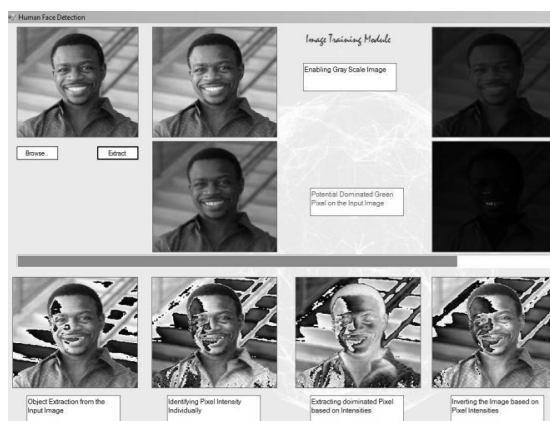 Human Face Detection
Image Training Module
Enabling Gray Scale Image
Browse..
Extract
Potential Dominated Green
Pixel on the Input Image
Object Extraction from the
Input Image
Identifying Pixel Intensity
Individually
Extracting doiminated Pixel
based on Intensities
Inverting the Image based on
Pixel Intensities